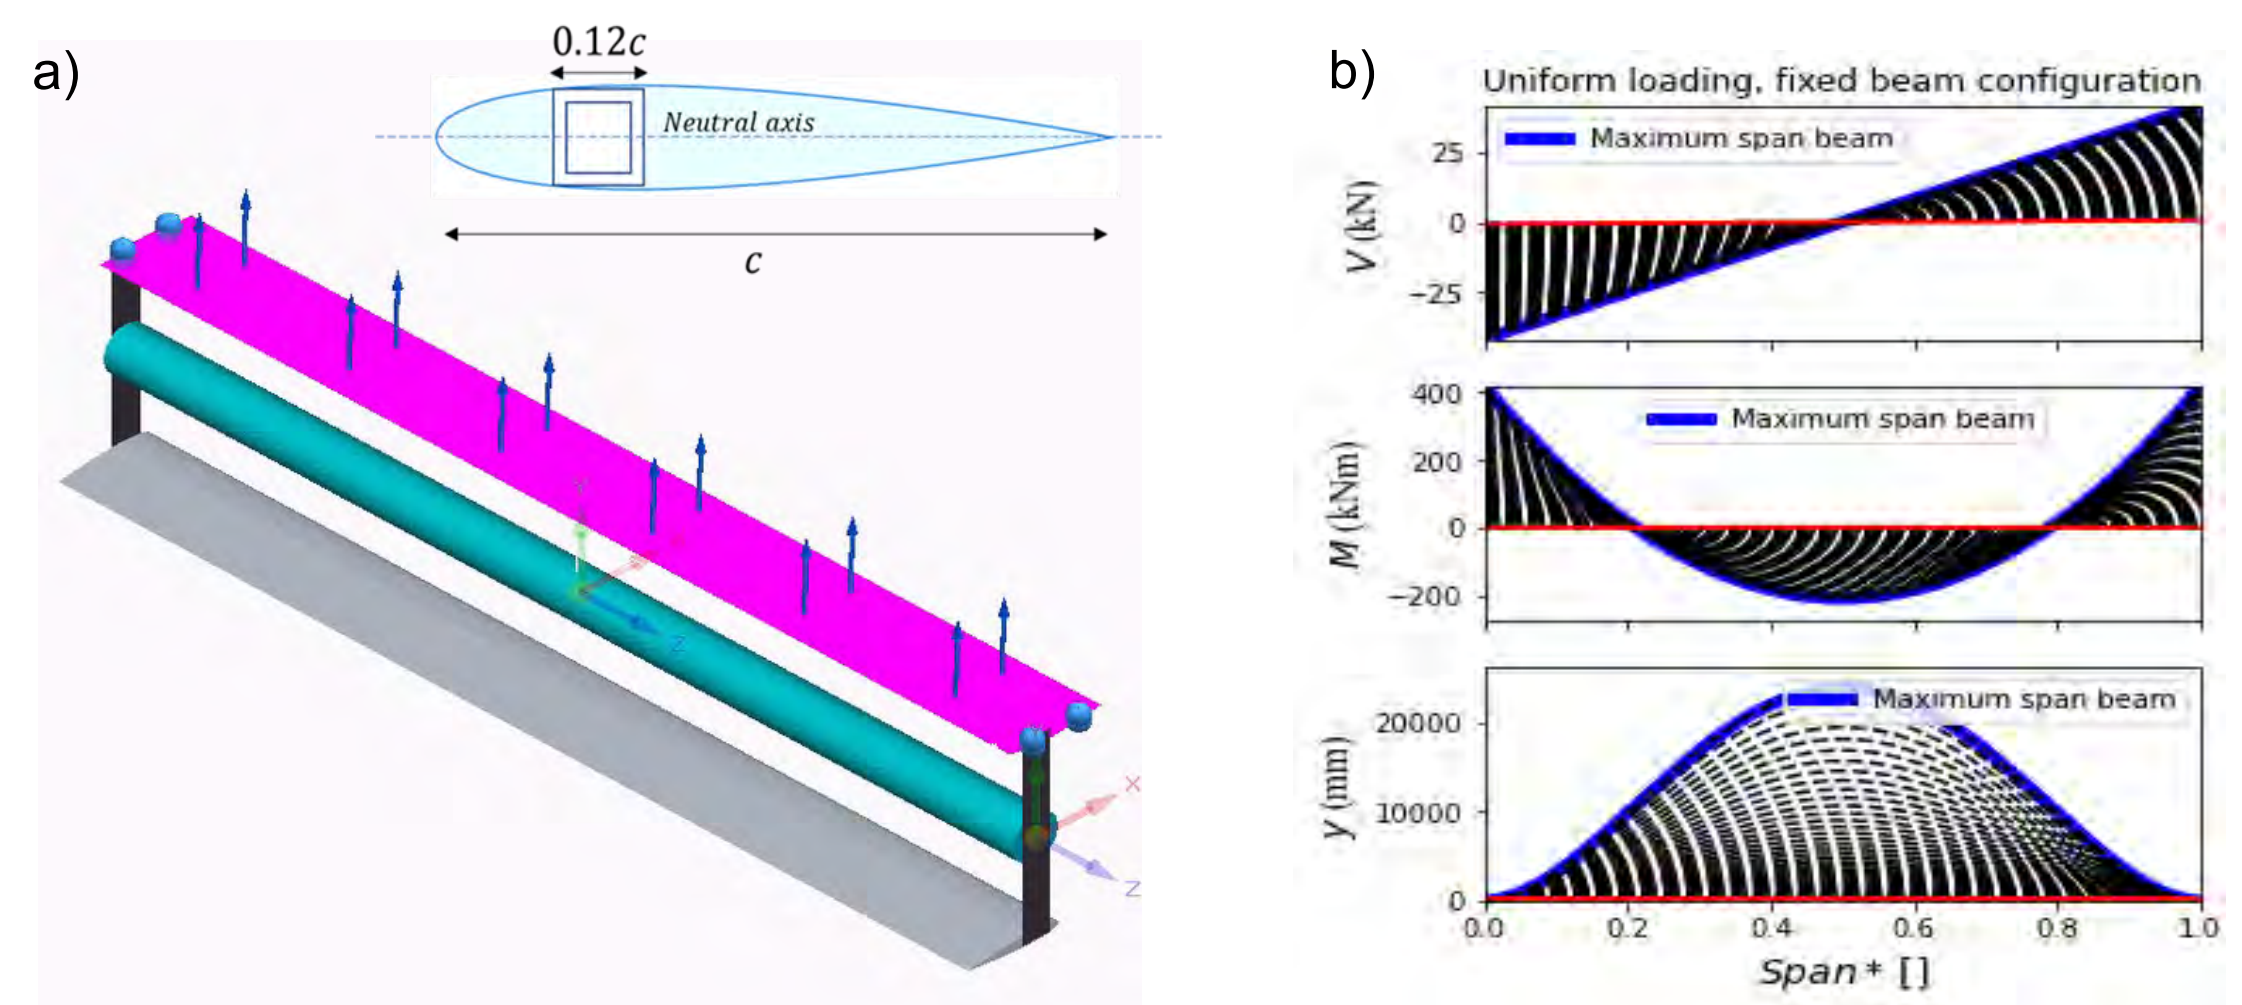 a)
0.12c
Neutral axis
c
Y
Z
X
Z
b)
Uniform loading, fixed beam configuration
Maximum span beam
25
0
−25
V (kN)
Maximum span beam
400
200
0
−200
M (kNm)
Maximum span beam
20000
10000
0
y (mm)
0.0 0.2 0.4 0.6 0.8 1.0
Span* []